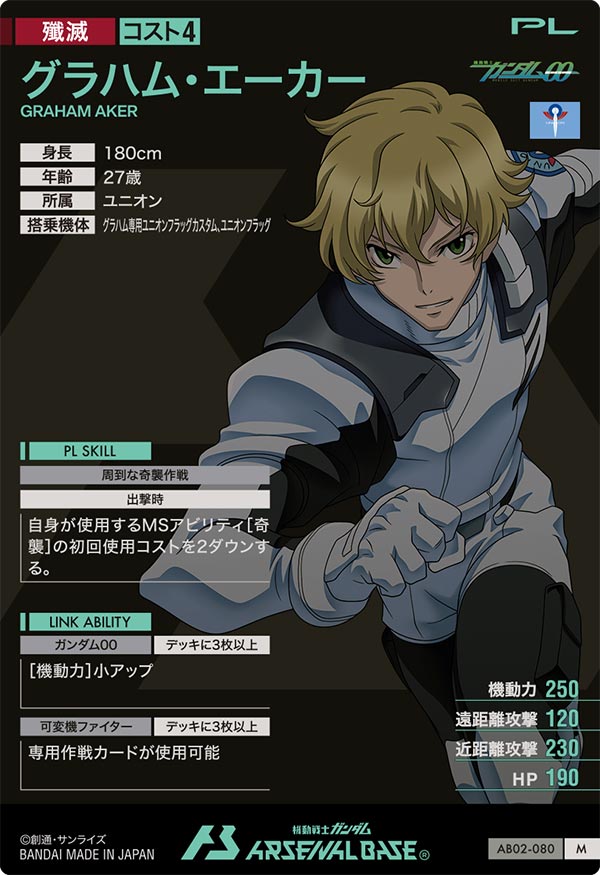 殲滅 コスト4 PL
グラハム・エーカー
GRAHAM AKER
機動戦士 ガンダム00
身長 180cm
年齢 27歳
所属 ユニオン
搭乗機体 グラハム専用ユニオンフラッグカスタム、ユニオンフラッグ
PL SKILL
周到な奇襲作戦
出撃時
自身が使用するMSアビリティ[奇
襲]の初回使用コストを2ダウンす
る。
LINK ABILITY
ガンダム00 デッキに3枚以上
[機動力]小アップ
可変機ファイター デッキに3枚以上
専用作戦カードが使用可能
機動力 250
遠距離攻撃 120
近距離攻撃 230
HP 190
©創通・サンライズ
BANDAI MADE IN JAPAN
機動戦士ガンダム
ARSENAL BASE®
AB02-080 M